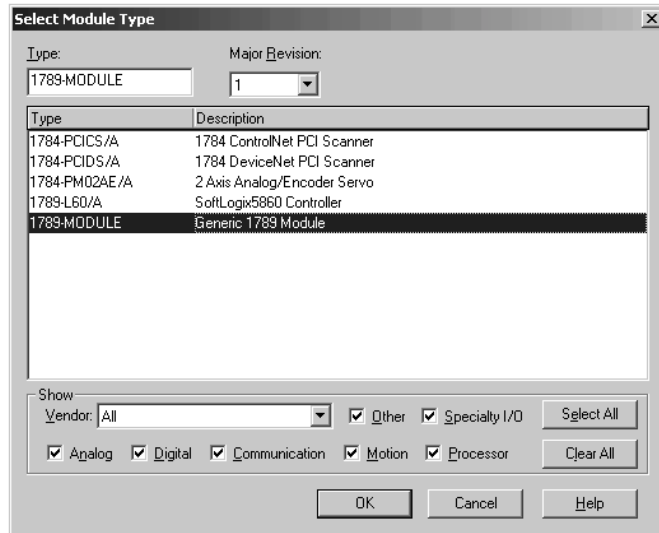 Select Module Type
Type:
Major Revision:
1789-MODULE
1
Type Description
1784-PCICS/A 1784 ControlNet PCI Scanner
1784-PCIDS/A 1784 DeviceNet PCI Scanner
1784-PM02AE/A 2 Axis Analog/Encoder Servo
1789-L60/A SoftLogix5860 Controller
1789-MODULE Generic 1789 Module
Show
Vendor: All Other Specialty I/O Select All
Analog Digital Communication Motion Processor Clear All
OK Cancel Help